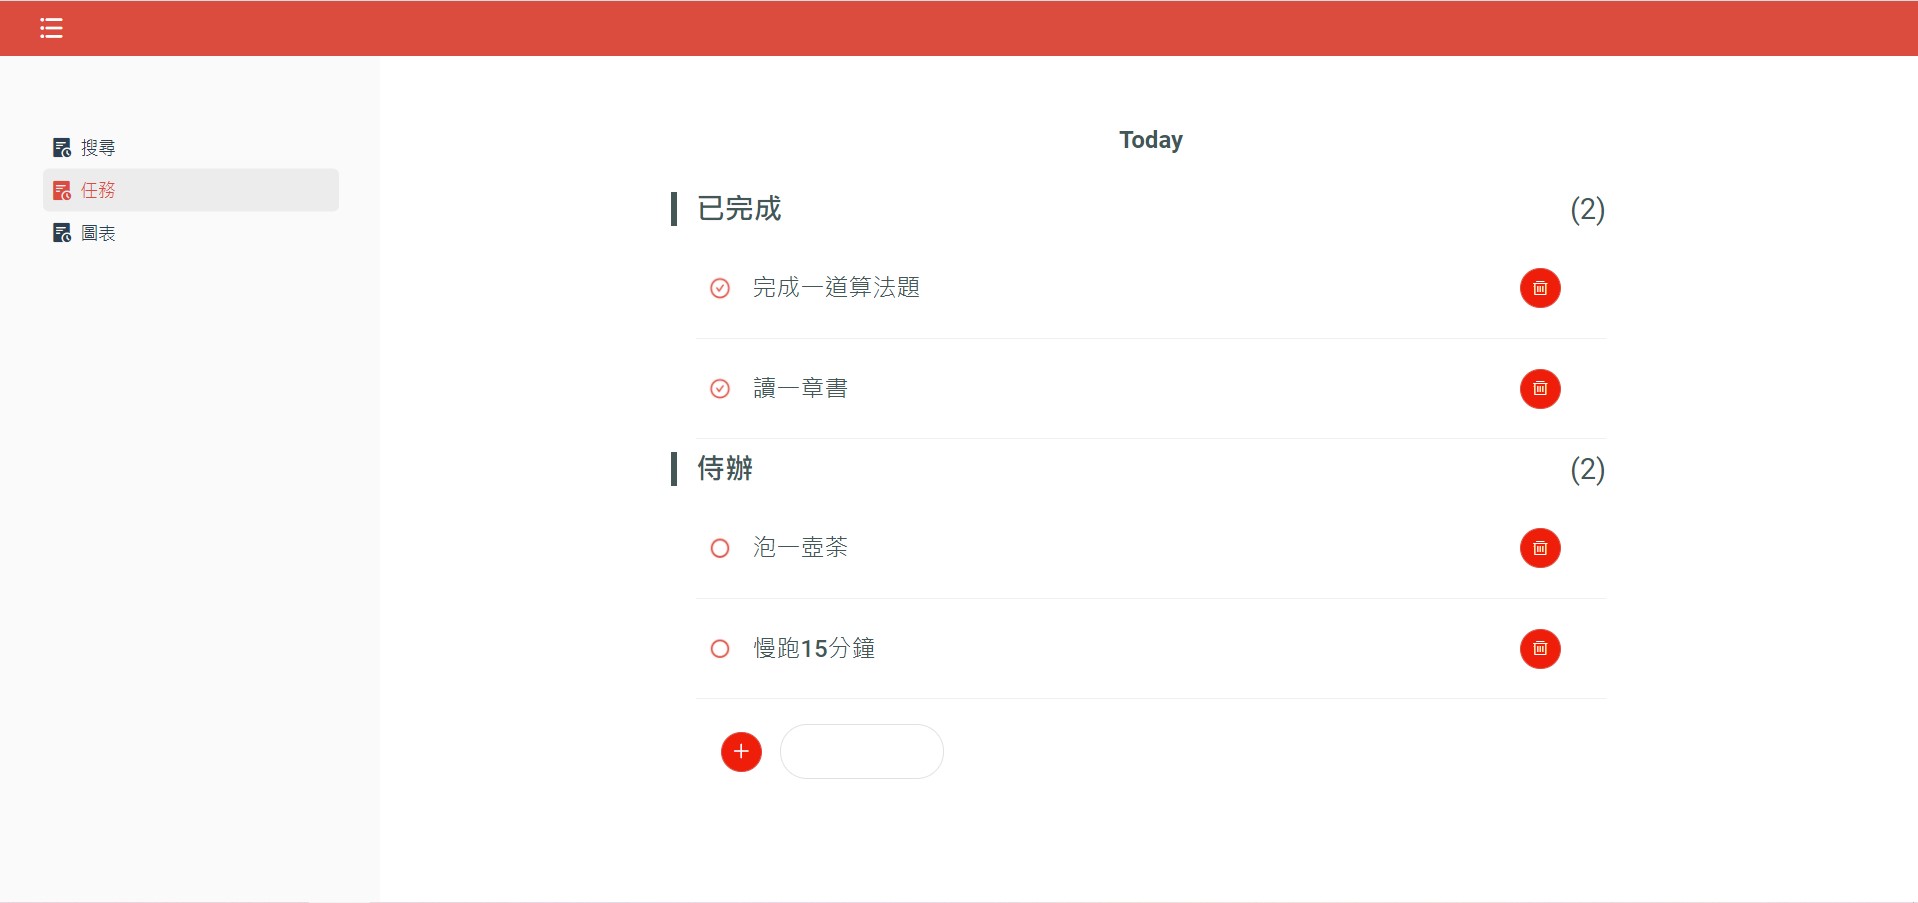 搜尋
任務
圖表
Today
已完成 (2)
完成一道算法題
讀一章書
侍辦 (2)
泡一壺荼
慢跑15分鐘